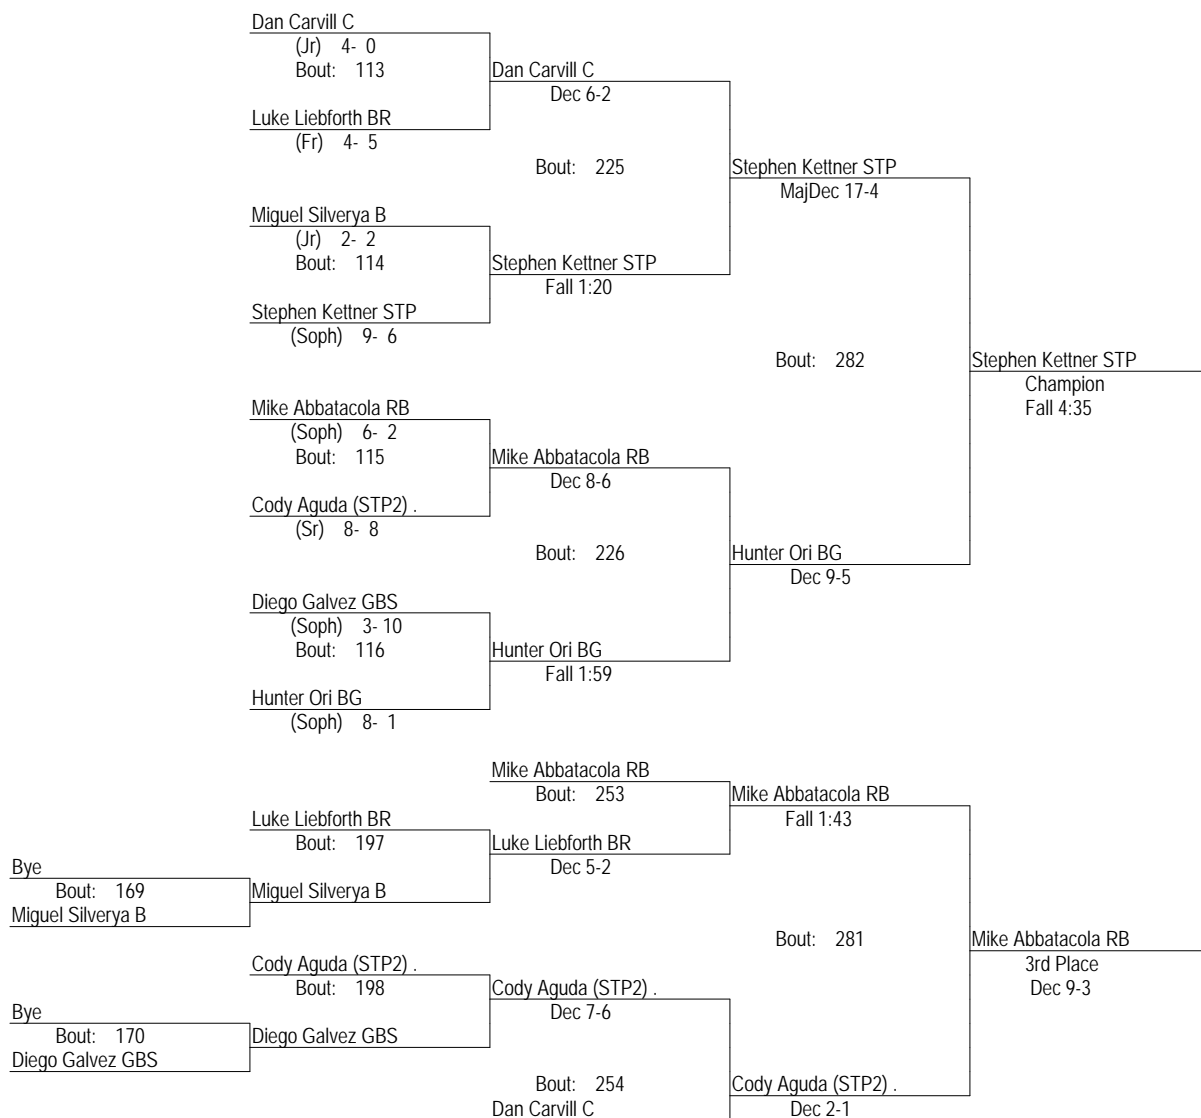 Dan Carvill C
(Jr) 4- 0
Bout: 113
Dan Carvill C
Dec 6-2
Luke Liebforth BR
(Fr) 4- 5
Bout: 225
Stephen Kettner STP
MajDec 17-4
Miguel Silverya B
(Jr) 2- 2
Bout: 114
Stephen Kettner STP
Fall 1:20
Stephen Kettner STP
(Soph) 9- 6
Bout: 282
Stephen Kettner STP
Champion
Fall 4:35
Mike Abbatacola RB
(Soph) 6- 2
Bout: 115
Mike Abbatacola RB
Dec 8-6
Cody Aguda (STP2) .
(Sr) 8- 8
Bout: 226
Hunter Ori BG
Dec 9-5
Diego Galvez GBS
(Soph) 3- 10
Bout: 116
Hunter Ori BG
Fall 1:59
Hunter Ori BG
(Soph) 8- 1
Mike Abbatacola RB
Bout: 253
Mike Abbatacola RB
Fall 1:43
Luke Liebforth BR
Bout: 197
Luke Liebforth BR
Dec 5-2
Bye
Bout: 169
Miguel Silverya B
Miguel Silverya B
Bout: 281
Mike Abbatacola RB
3rd Place
Dec 9-3
Cody Aguda (STP2) .
Bout: 198
Cody Aguda (STP2) .
Dec 7-6
Bye
Bout: 170
Diego Galvez GBS
Diego Galvez GBS
Bout: 254
Cody Aguda (STP2) .
Dec 2-1
Dan Carvill C